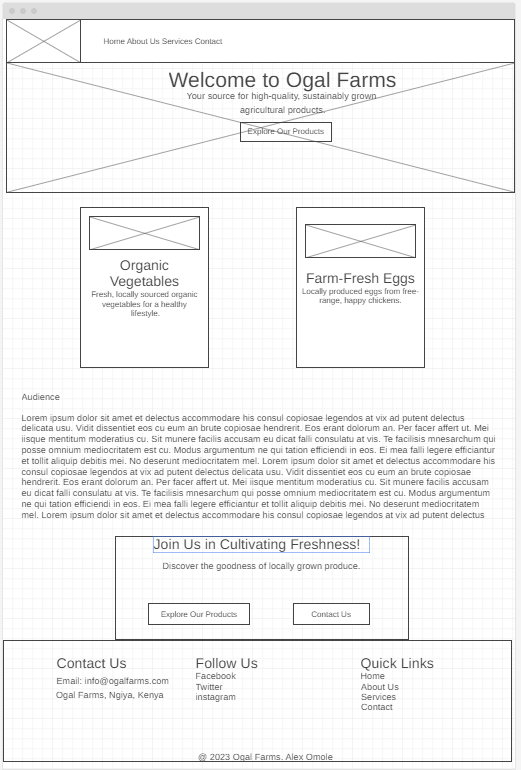 Home About Us Services Contact
Welcome to Ogal Farms
Your source for high-quality, sustainably grown
agricultural products.
Explore Our Products
Organic
Vegetables
Fresh, locally sourced organic
vegetables for a healthy
lifestyle.
Farm-Fresh Eggs
Locally produced eggs from free-
range, happy chickens.
Audience
Lorem ipsum dolor sit amet et delectus accommodare his consul copiosae legendos at vix ad putent delectus
delicata usu. Vidit dissentiet eos cu eum an brute copiosae hendrerit. Eos erant dolorum an. Per facer affert ut. Mei
iisque mentitum moderatius cu. Sit munere facilis accusam eu dicat falli consulatu at vis. Te facilisis mnesarchum qui
posse omnium mediocritatem est cu. Modus argumentum ne qui tation efficiantur in eos. Ei mea falli legere efficiantur
et tollit aliquip debitis mei. No deserunt mediocritatem mel. Lorem ipsum dolor sit amet et delectus accommodare his
consul copiosae legendos at vix ad putent delectus delicata usu. Vidit dissentiet eos cu eum an brute copiosae
hendrerit. Eos erant dolorum an. Per facer affert ut. Mei iisque mentitum moderatius cu. Sit munere facilis accusam
eu dicat falli consulatu at vis. Te facilisis mnesarchum qui posse omnium mediocritatem est cu. Modus argumentum
ne qui tation efficiantur in eos. Ei mea falli legere efficiantur et tollit aliquip debitis mei. No deserunt mediocritatem
mel. Lorem ipsum dolor sit amet et delectus accommodare his consul copiosae legendos at vix ad putent delectus
Join Us in Cultivating Freshness!
Discover the goodness of locally grown produce.
Explore Our Products
Contact Us
Contact Us
Email: info@ogalfarms.com
Ogal Farms, Ngiya, Kenya
Follow Us
Facebook
Twitter
instagram
Quick Links
Home
About Us
Services
Contact
@ 2023 Ogal Farms. Alex Omole